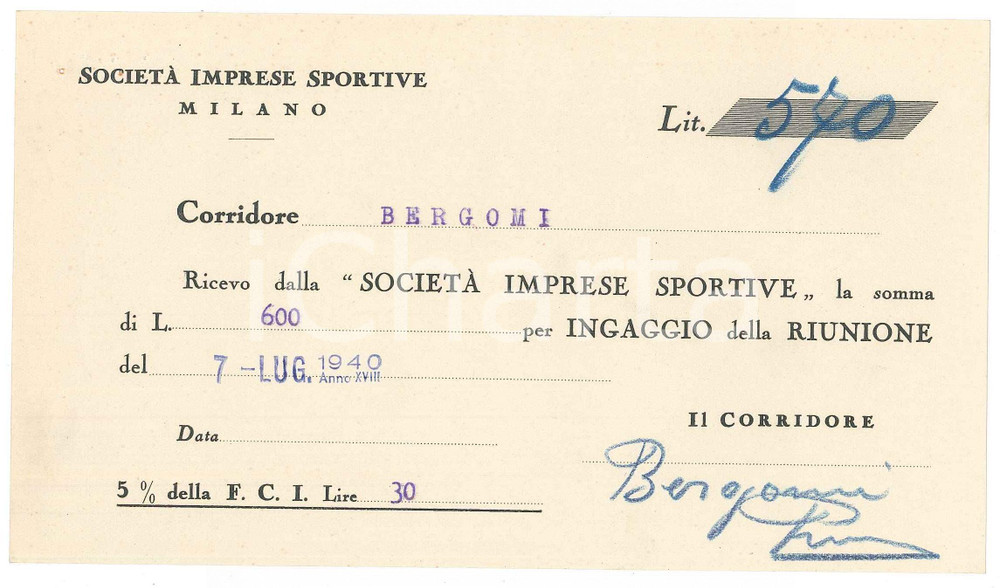 SOCIETÀ IMPRESE SPORTIVE
MILANO
Lit. 570
Corridore BERGOMI
iCharta
Ricevo dalla “SOCIETÀ IMPRESE SPORTIVE„ la somma
di L. 600 per INGAGGIO della RIUNIONE
del 7 - LUG. 1940 Anno XVIII
Il CORRIDORE
Data
Bergomi
5 % della F. C. I. Lire 30